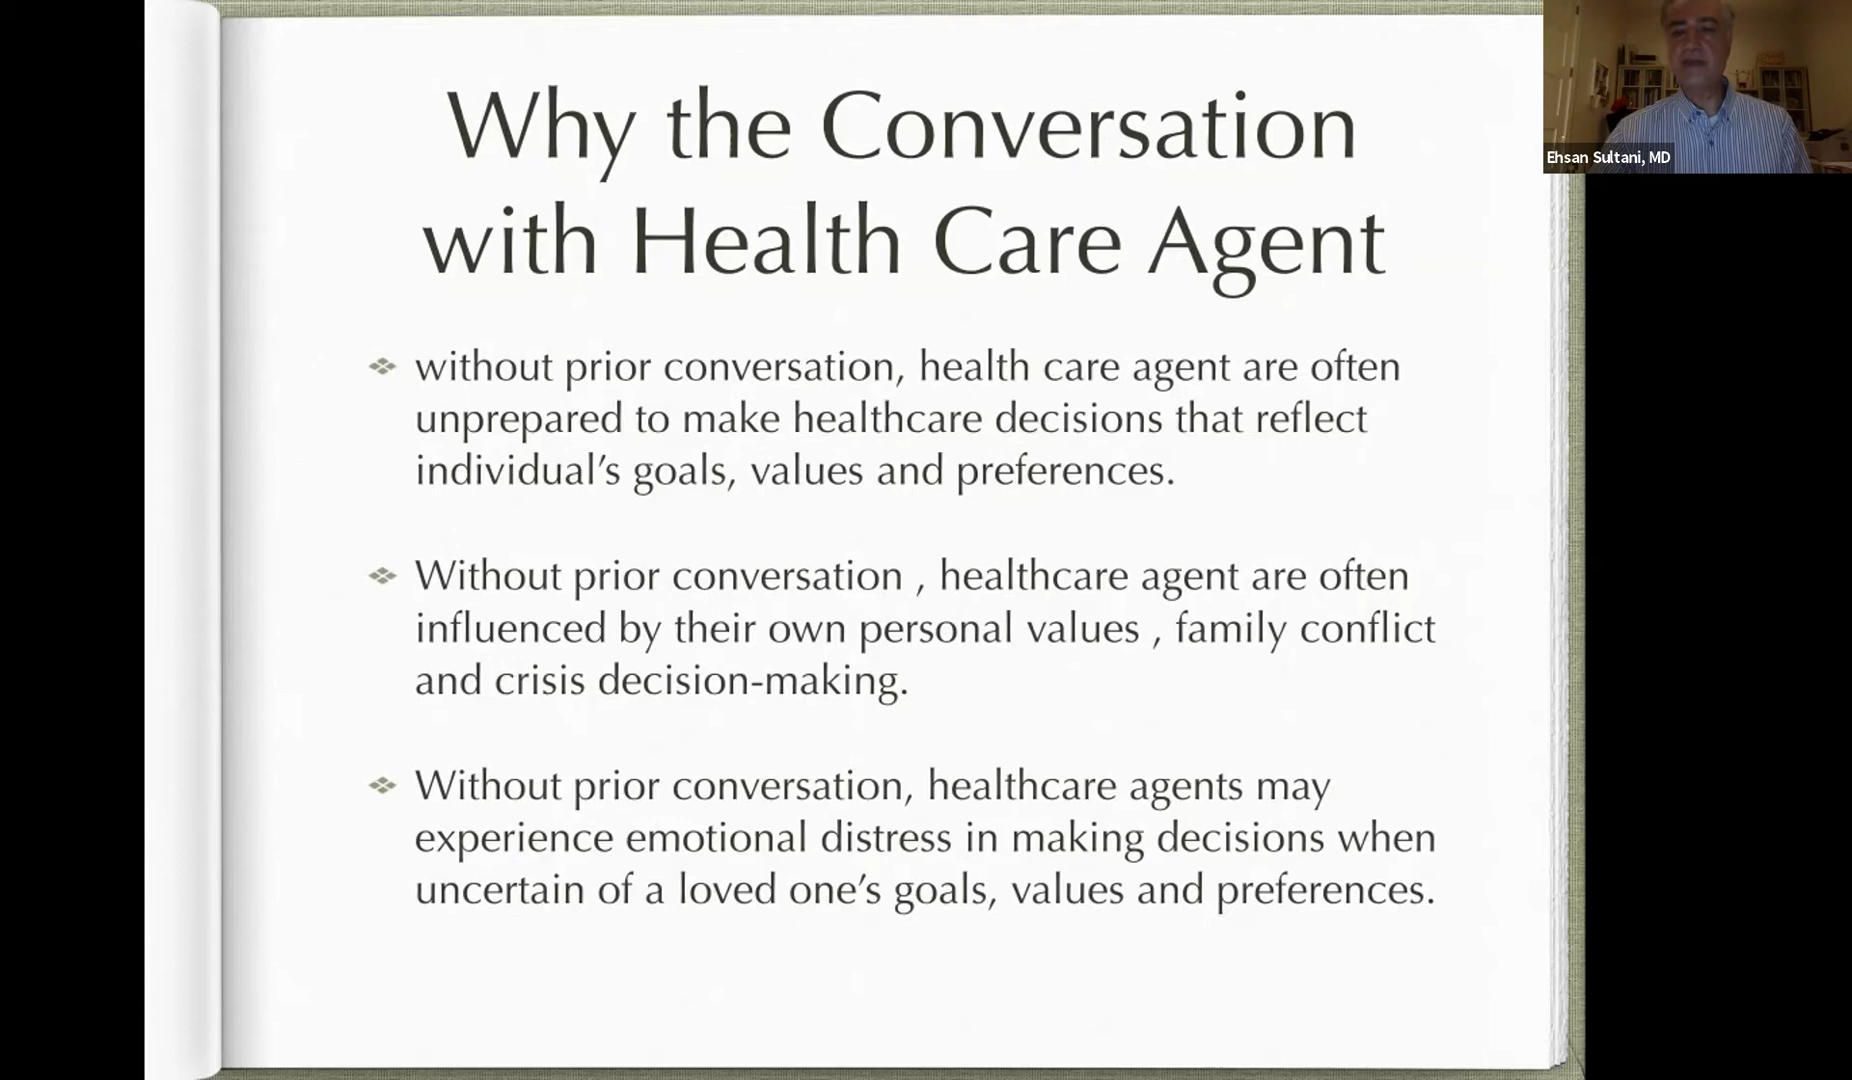 Why the Conversation
with Health Care Agent
without prior conversation, health care agent are often
unprepared to make healthcare decisions that reflect
individual’s goals, values and preferences.
Without prior conversation , healthcare agent are often
influenced by their own personal values , family conflict
and crisis decision-making.
Without prior conversation, healthcare agents may
experience emotional distress in making decisions when
uncertain of a loved one’s goals, values and preferences.
Ehsan Sultani, MD